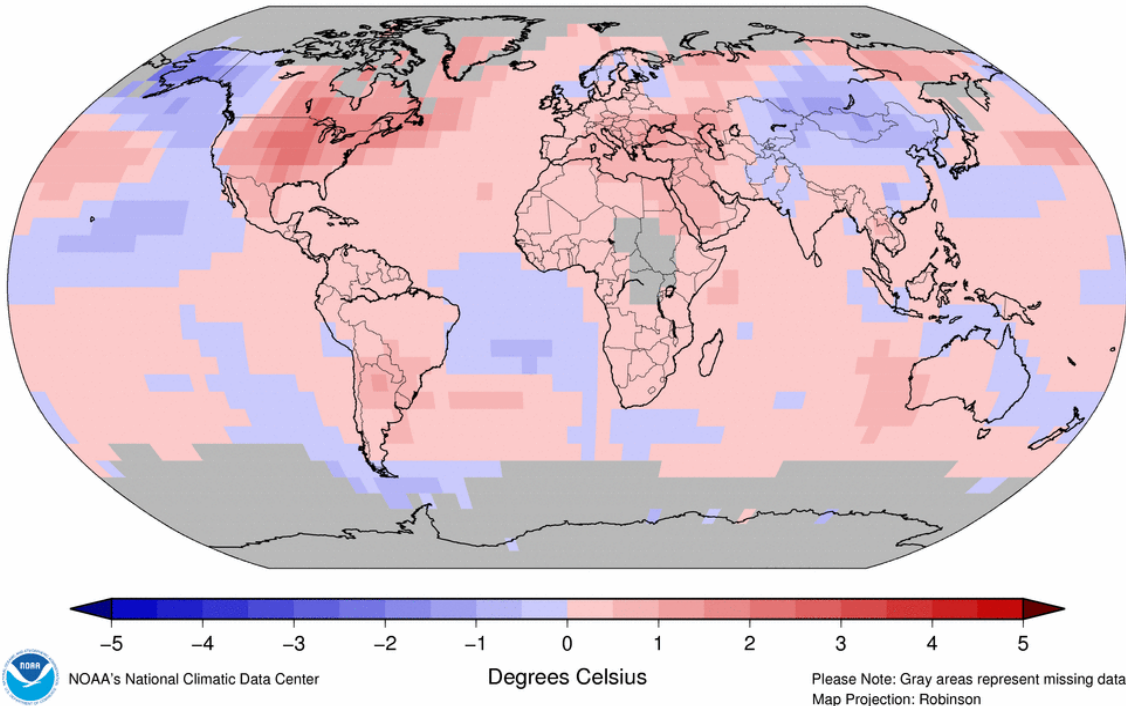 −5 −4 −3 −2 −1 0 1 2 3 4 5
NOAA
NOAA's National Climatic Data Center
Degrees Celsius
Please Note: Gray areas represent missing data
Map Projection: Robinson